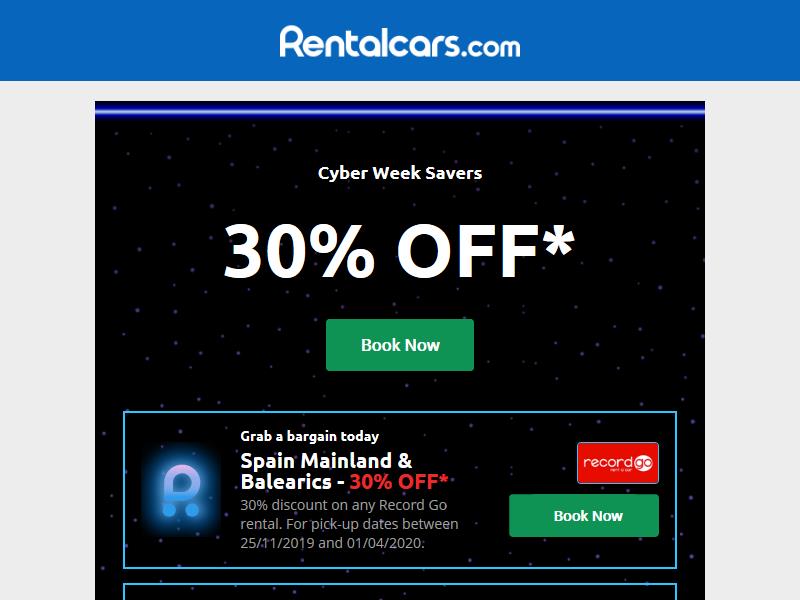 Rentalcars.com
Cyber Week Savers
30% OFF*
Book Now
Grab a bargain today
Spain Mainland &
Balearics - 30% OFF*
30% discount on any Record Go
rental. For pick-up dates between
25/11/2019 and 01/04/2020.
record go
rent a car
Book Now